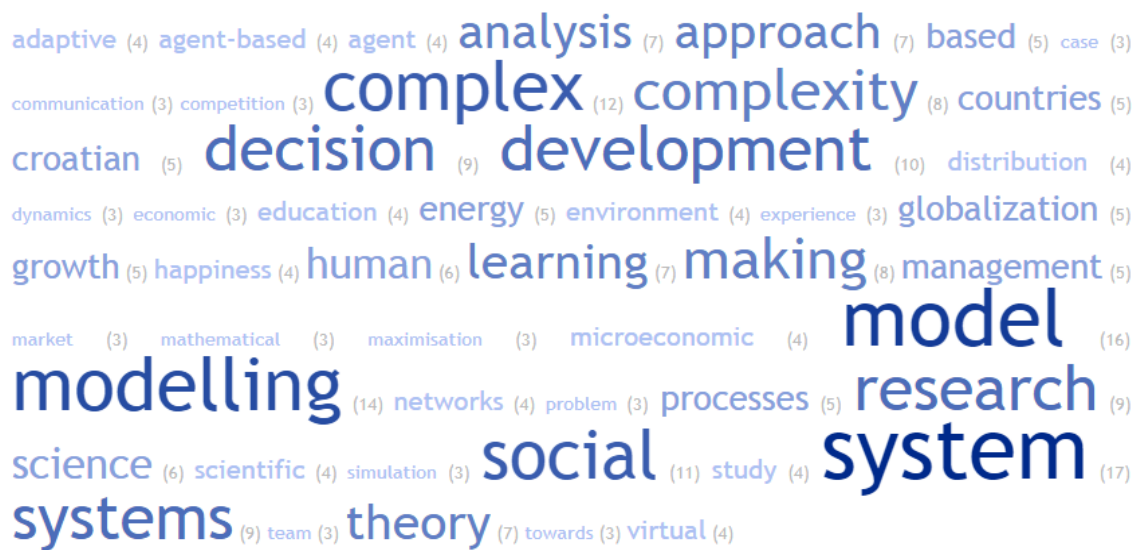 adaptive (4) agent-based (4) agent (4) analysis (7) approach (7) based (5) case (3)
communication (3) competition (3) complex (12) complexity (8) countries (5)
croatian (5) decision (9) development (10) distribution (4)
dynamics (3) economic (3) education (4) energy (5) environment (4) experience (3) globalization (5)
growth (5) happiness (4) human (6) learning (7) making (8) management (5)
market (3) mathematical (3) maximisation (3) microeconomic (4) model (16)
modelling (14) networks (4) problem (3) processes (5) research (9)
science (6) scientific (4) simulation (3) social (11) study (4) system (17)
systems (9) team (3) theory (7) towards (3) virtual (4)